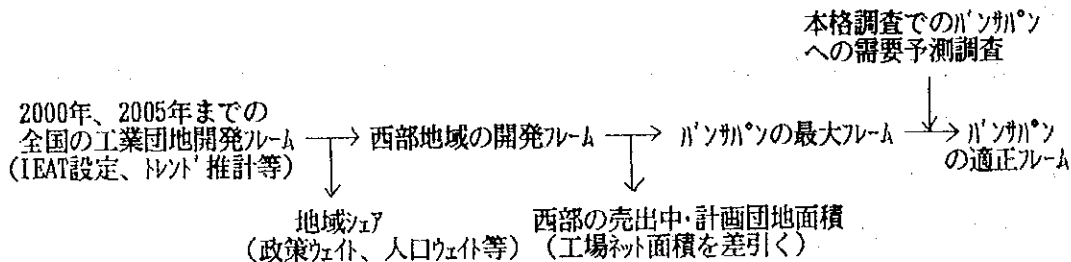 本格調査でのﾊﾞﾝｻﾊﾟﾝ
への需要予測調査
2000年、2005年までの
全国の工業団地開発ﾌﾚｰﾑ
(IEAT設定、ﾄﾚﾝﾄﾞ推計等)
西部地域の開発ﾌﾚｰﾑ
ﾊﾞﾝｻﾊﾟﾝの最大ﾌﾚｰﾑ
ﾊﾞﾝｻﾊﾟﾝ
の適正ﾌﾚｰﾑ
地域ｼｪｱ
(政策ｳｪｲﾄ、人口ｳｪｲﾄ等)
西部の売出中・計画団地面積
(工場ﾈｯﾄ面積を差引く)